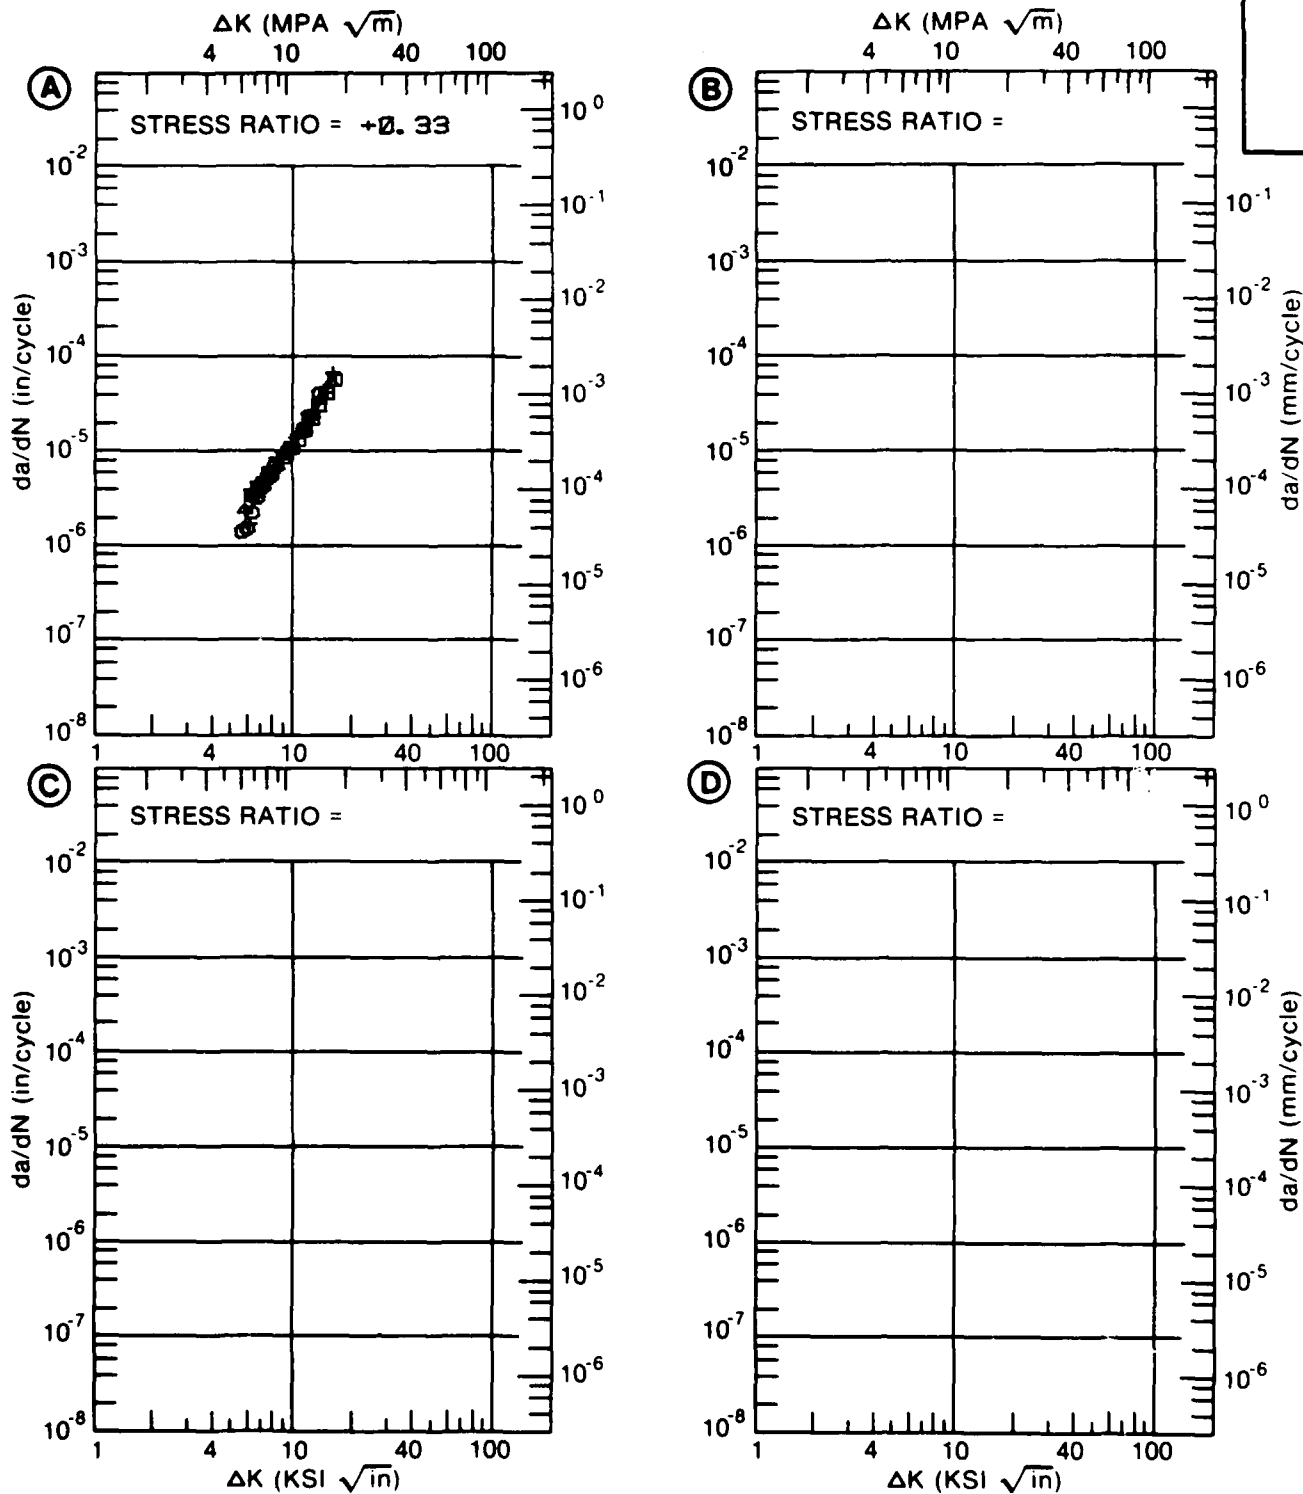 ΔK (MPA √m)
4 10 40 100
A
STRESS RATIO = +0.33
10⁻²
10⁻³
10⁻⁴
10⁻⁵
10⁻⁶
10⁻⁷
10⁻⁸
da/dN (in/cycle)
10⁰
10⁻¹
10⁻²
10⁻³
10⁻⁴
10⁻⁵
10⁻⁶
1 4 10 40 100
ΔK (MPA √m)
4 10 40 100
B
STRESS RATIO =
10⁻²
10⁻³
10⁻⁴
10⁻⁵
10⁻⁶
10⁻⁷
10⁻⁸
10⁻¹
10⁻²
10⁻³
10⁻⁴
10⁻⁵
10⁻⁶
da/dN (mm/cycle)
1 4 10 40 100
C
STRESS RATIO =
10⁻²
10⁻³
10⁻⁴
10⁻⁵
10⁻⁶
10⁻⁷
10⁻⁸
da/dN (in/cycle)
10⁰
10⁻¹
10⁻²
10⁻³
10⁻⁴
10⁻⁵
10⁻⁶
1 4 10 40 100
ΔK (KSI √in)
D
STRESS RATIO =
10⁻²
10⁻³
10⁻⁴
10⁻⁵
10⁻⁶
10⁻⁷
10⁻⁸
10⁰
10⁻¹
10⁻²
10⁻³
10⁻⁴
10⁻⁵
10⁻⁶
da/dN (mm/cycle)
1 4 10 40 100
ΔK (KSI √in)